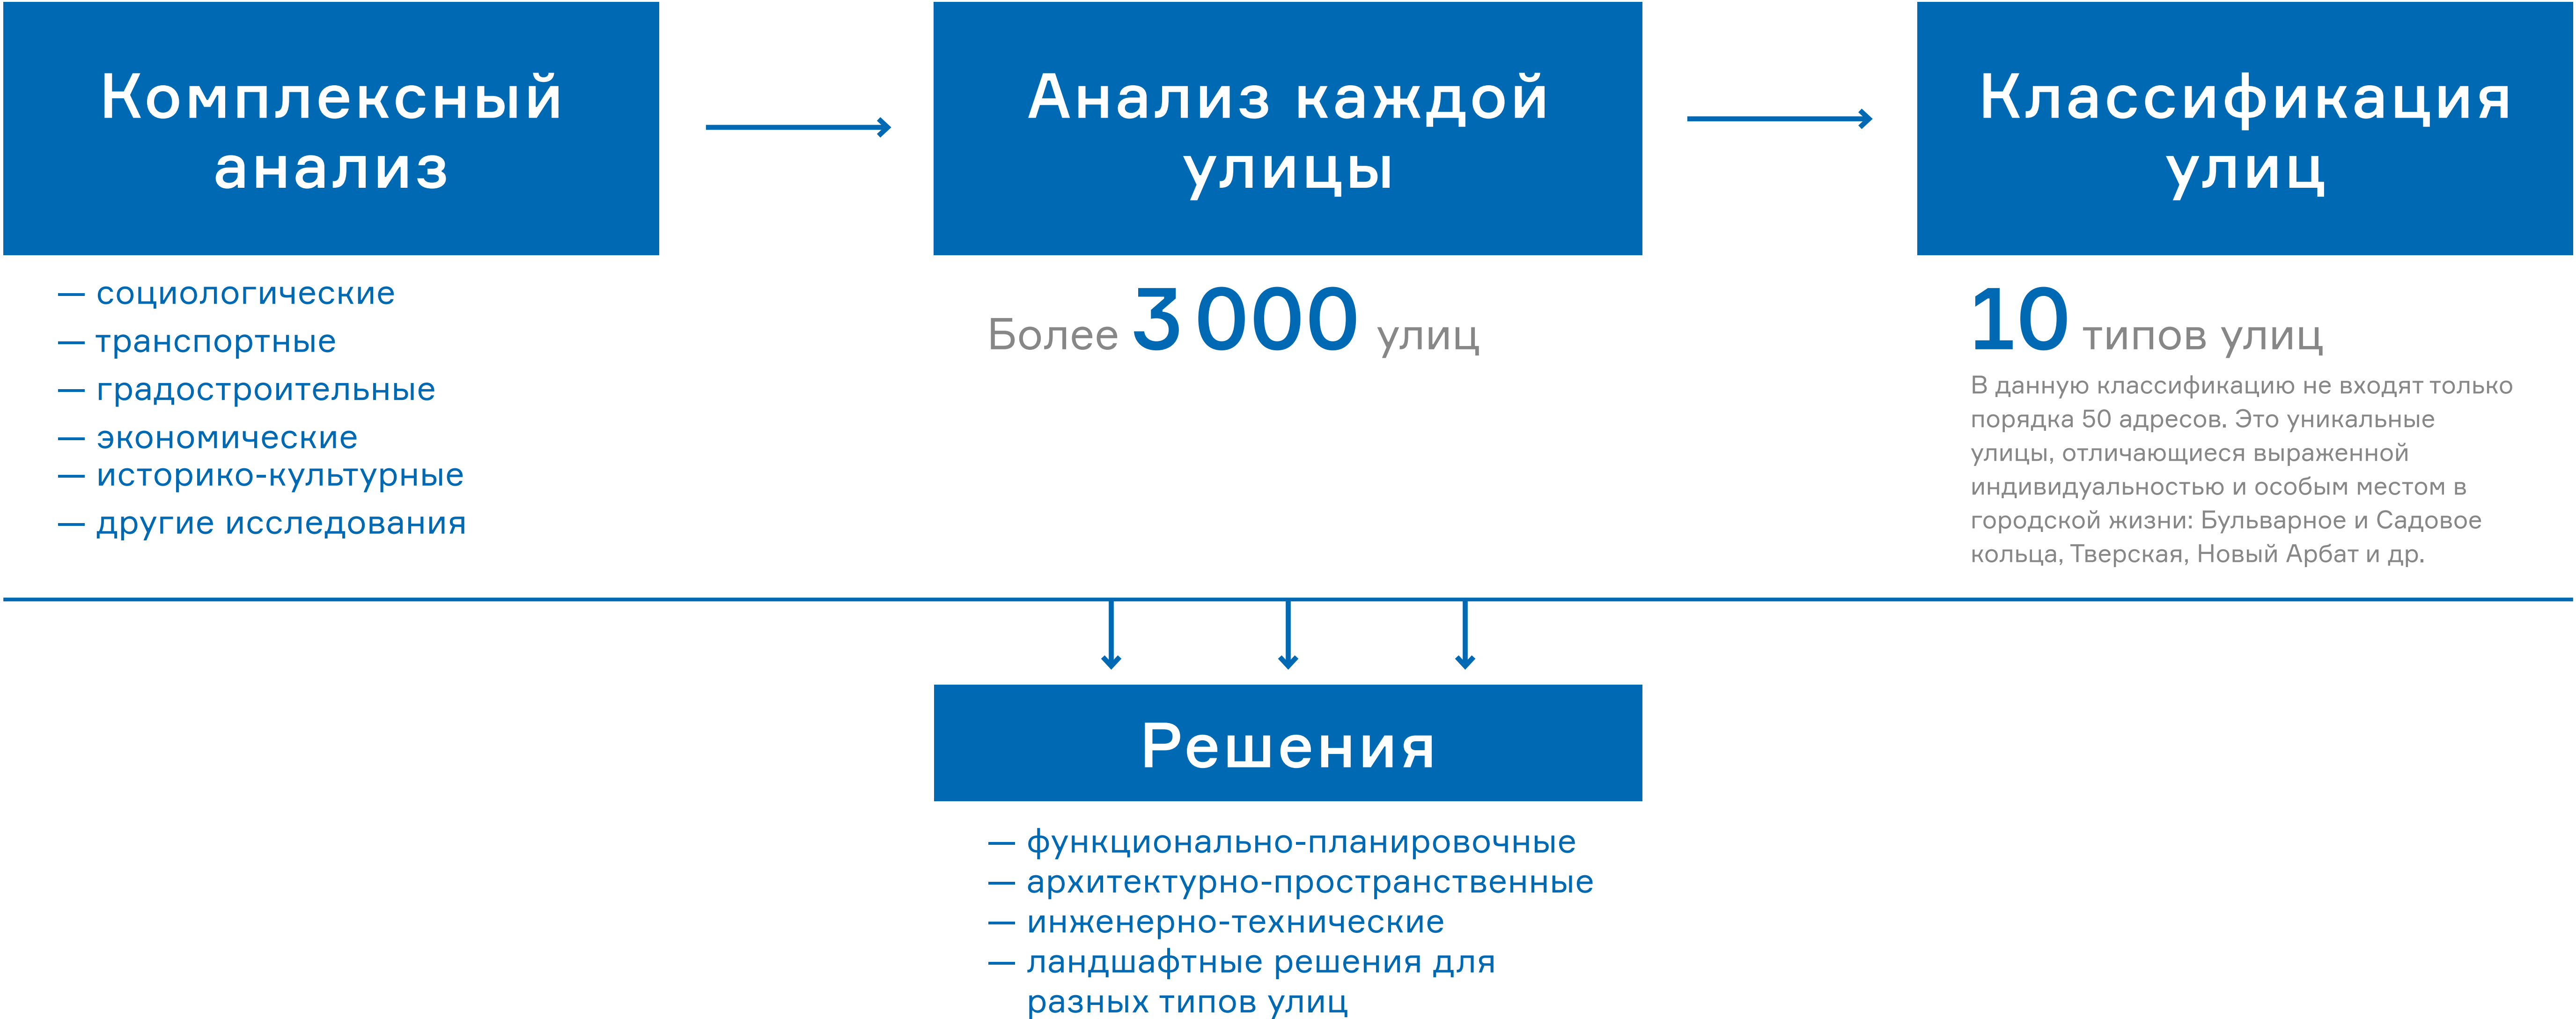 Комплексный
анализ
— социологические
— транспортные
— градостроительные
— экономические
— историко-культурные
— другие исследования
Анализ каждой
улицы
Более 3 000 улиц
Классификация
улиц
10 типов улиц
В данную классификацию не входят только
порядка 50 адресов. Это уникальные
улицы, отличающиеся выраженной
индивидуальностью и особым местом в
городской жизни: Бульварное и Садовое
кольца, Тверская, Новый Арбат и др.
Решения
— функционально-планировочные
— архитектурно-пространственные
— инженерно-технические
— ландшафтные решения для
разных типов улиц